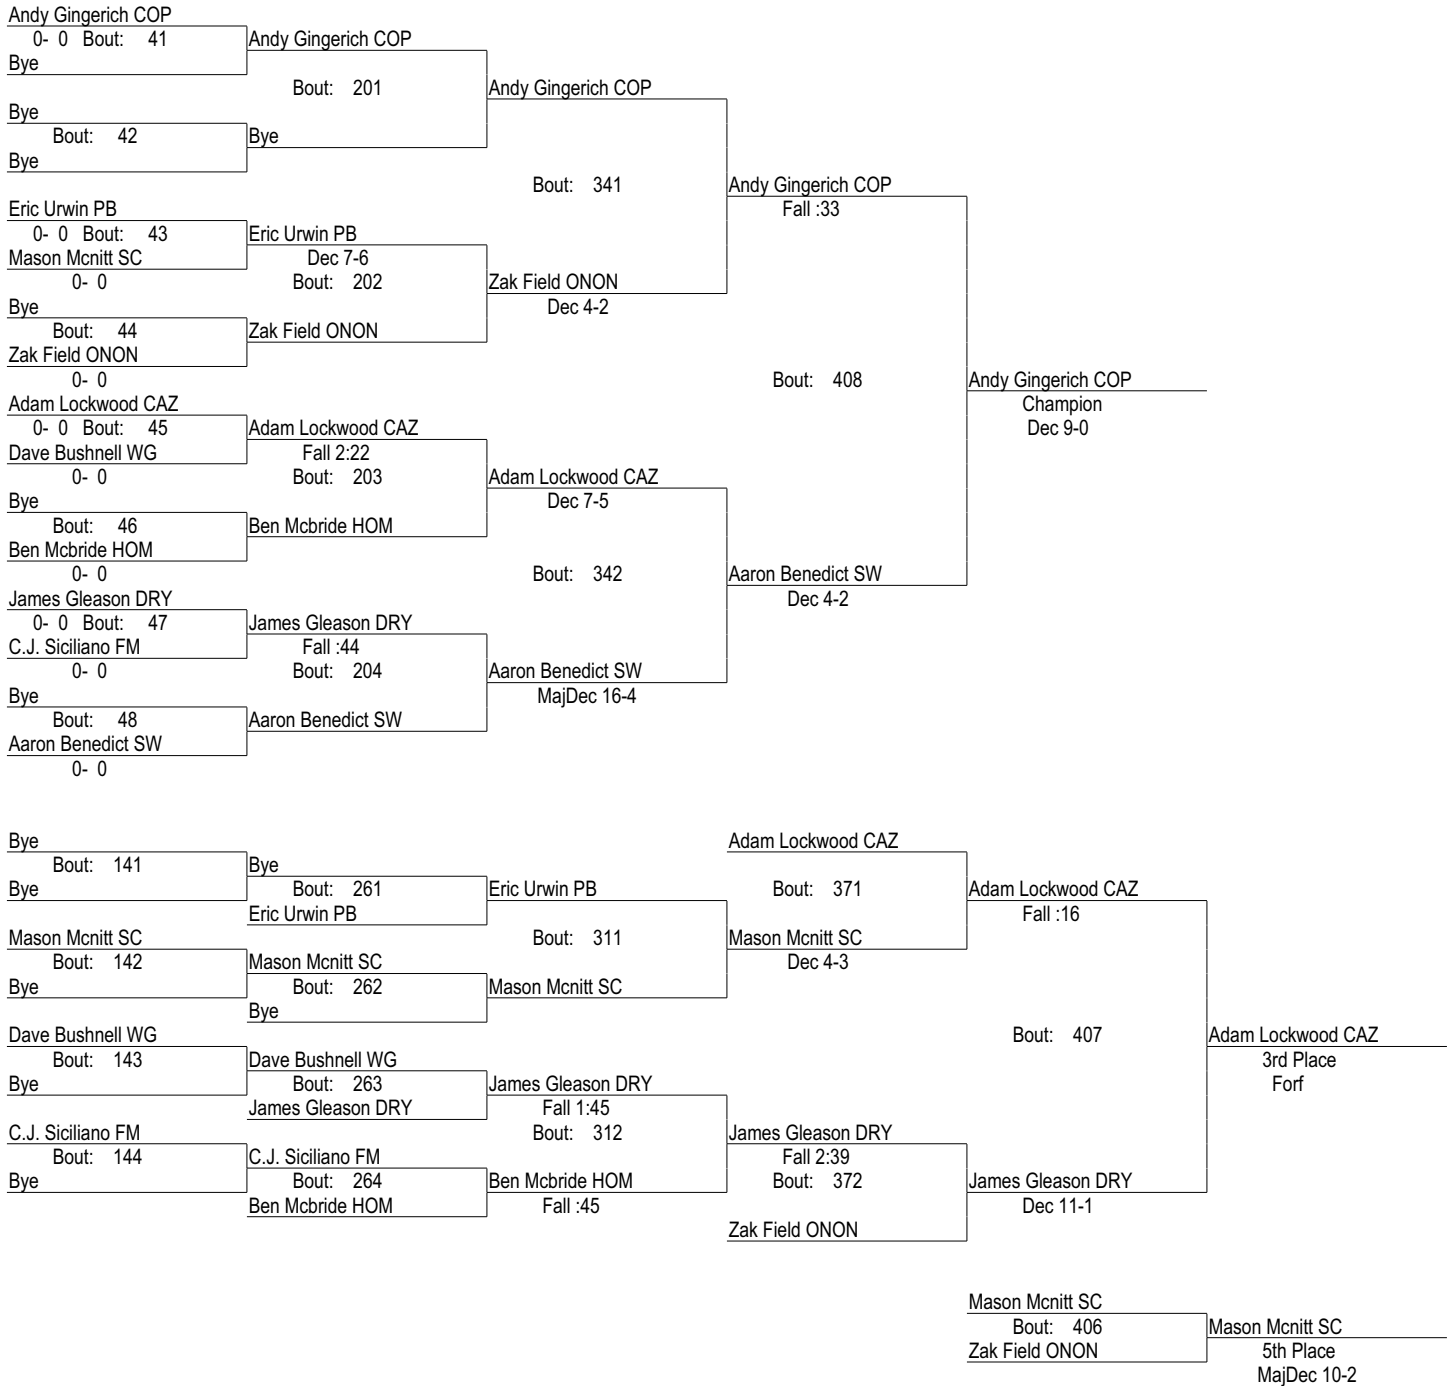 Andy Gingerich COP
0- 0 Bout: 41
Andy Gingerich COP
Bye
Bout: 201
Andy Gingerich COP
Bye
Bout: 42
Bye
Bye
Bout: 341
Andy Gingerich COP
Fall :33
Eric Urwin PB
0- 0 Bout: 43
Eric Urwin PB
Mason Mcnitt SC
Dec 7-6
0- 0
Bout: 202
Zak Field ONON
Bye
Dec 4-2
Bout: 44
Zak Field ONON
Zak Field ONON
0- 0
Bout: 408
Andy Gingerich COP
Champion
Dec 9-0
Adam Lockwood CAZ
0- 0 Bout: 45
Adam Lockwood CAZ
Dave Bushnell WG
Fall 2:22
0- 0
Bout: 203
Adam Lockwood CAZ
Bye
Dec 7-5
Bout: 46
Ben Mcbride HOM
Ben Mcbride HOM
0- 0
Bout: 342
Aaron Benedict SW
Dec 4-2
James Gleason DRY
0- 0 Bout: 47
James Gleason DRY
C.J. Siciliano FM
Fall :44
0- 0
Bout: 204
Aaron Benedict SW
Bye
MajDec 16-4
Bout: 48
Aaron Benedict SW
Aaron Benedict SW
0- 0
Bye
Adam Lockwood CAZ
Bout: 141
Bye
Bye
Bout: 261
Eric Urwin PB
Bout: 371
Adam Lockwood CAZ
Eric Urwin PB
Fall :16
Mason Mcnitt SC
Bout: 311
Mason Mcnitt SC
Bout: 142
Mason Mcnitt SC
Dec 4-3
Bye
Bout: 262
Mason Mcnitt SC
Bye
Dave Bushnell WG
Bout: 407
Adam Lockwood CAZ
Bout: 143
Dave Bushnell WG
3rd Place
Bye
Bout: 263
James Gleason DRY
Forf
James Gleason DRY
Fall 1:45
C.J. Siciliano FM
Bout: 312
James Gleason DRY
Bout: 144
C.J. Siciliano FM
Fall 2:39
Bye
Bout: 264
Ben Mcbride HOM
Bout: 372
James Gleason DRY
Ben Mcbride HOM
Fall :45
Dec 11-1
Zak Field ONON
Mason Mcnitt SC
Bout: 406
Mason Mcnitt SC
Zak Field ONON
5th Place
MajDec 10-2